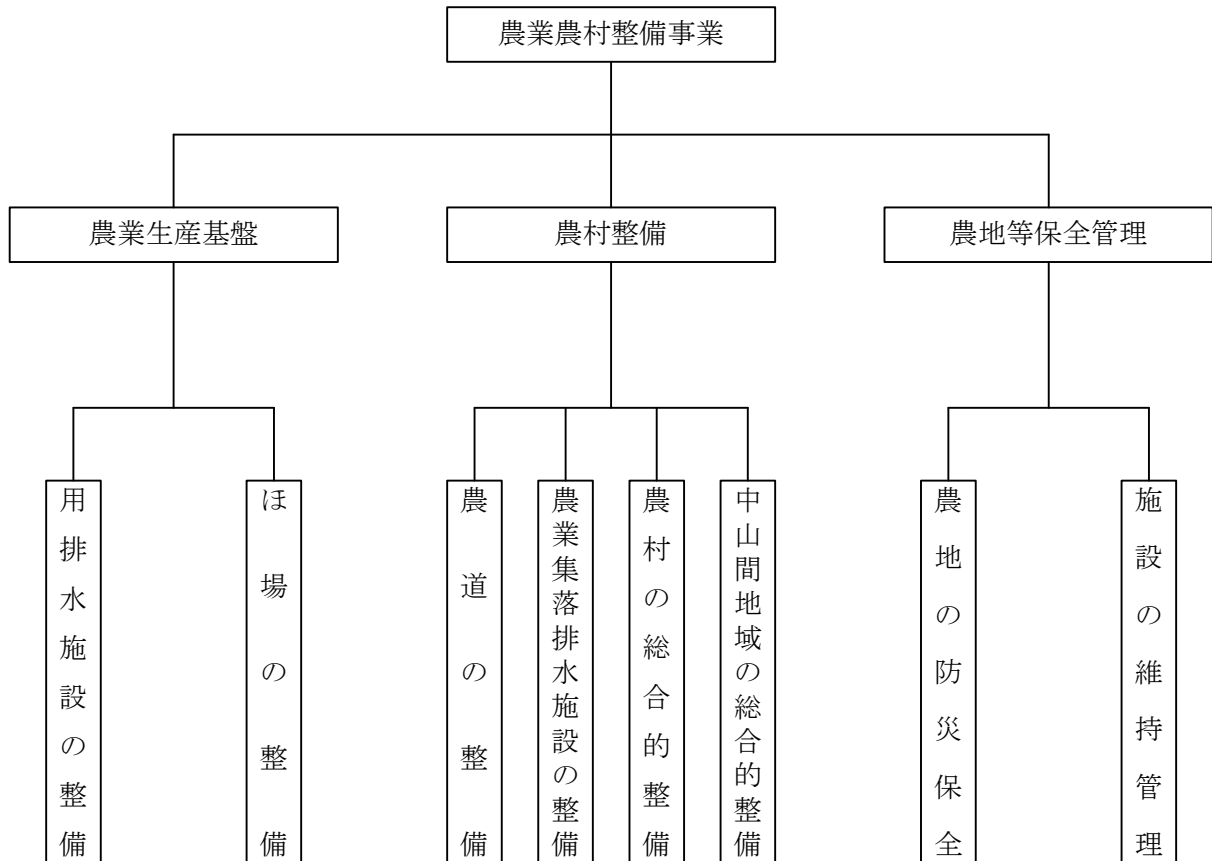 農業農村整備事業
農業生産基盤
農村整備
農地等保全管理
用排水施設の整備
ほ場の整備
農道の整備
農業集落排水施設の整備
農村の総合的整備
中山間地域の総合的整備
農地の防災保全
施設の維持管理